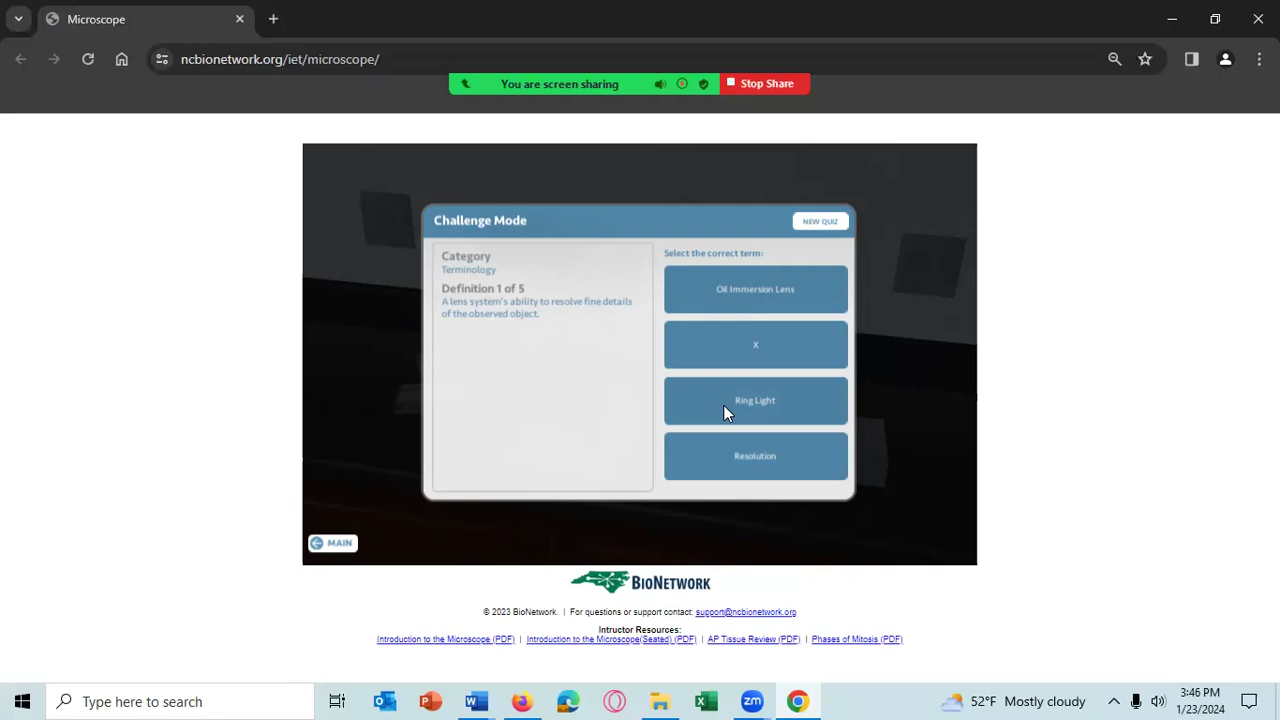 Microscope
ncbionetwork.org/iet/microscope/
You are screen sharing
Stop Share
Challenge Mode
NEW QUIZ
Category
Terminology
Definition 1 of 5
A lens system's ability to resolve fine details
of the observed object.
Select the correct term:
Oil Immersion Lens
X
Ring Light
Resolution
MAIN
BIONETWORK
© 2023 BioNetwork. | For questions or support contact: support@ncbionetwork.org
Intructor Resources:
Introduction to the Microscope (PDF) | Introduction to the Microscope(Seated) (PDF) | AP Tissue Review (PDF) | Phases of Mitosis (PDF)
Type here to search
52°F Mostly cloudy
3:40 PM
1/23/2024